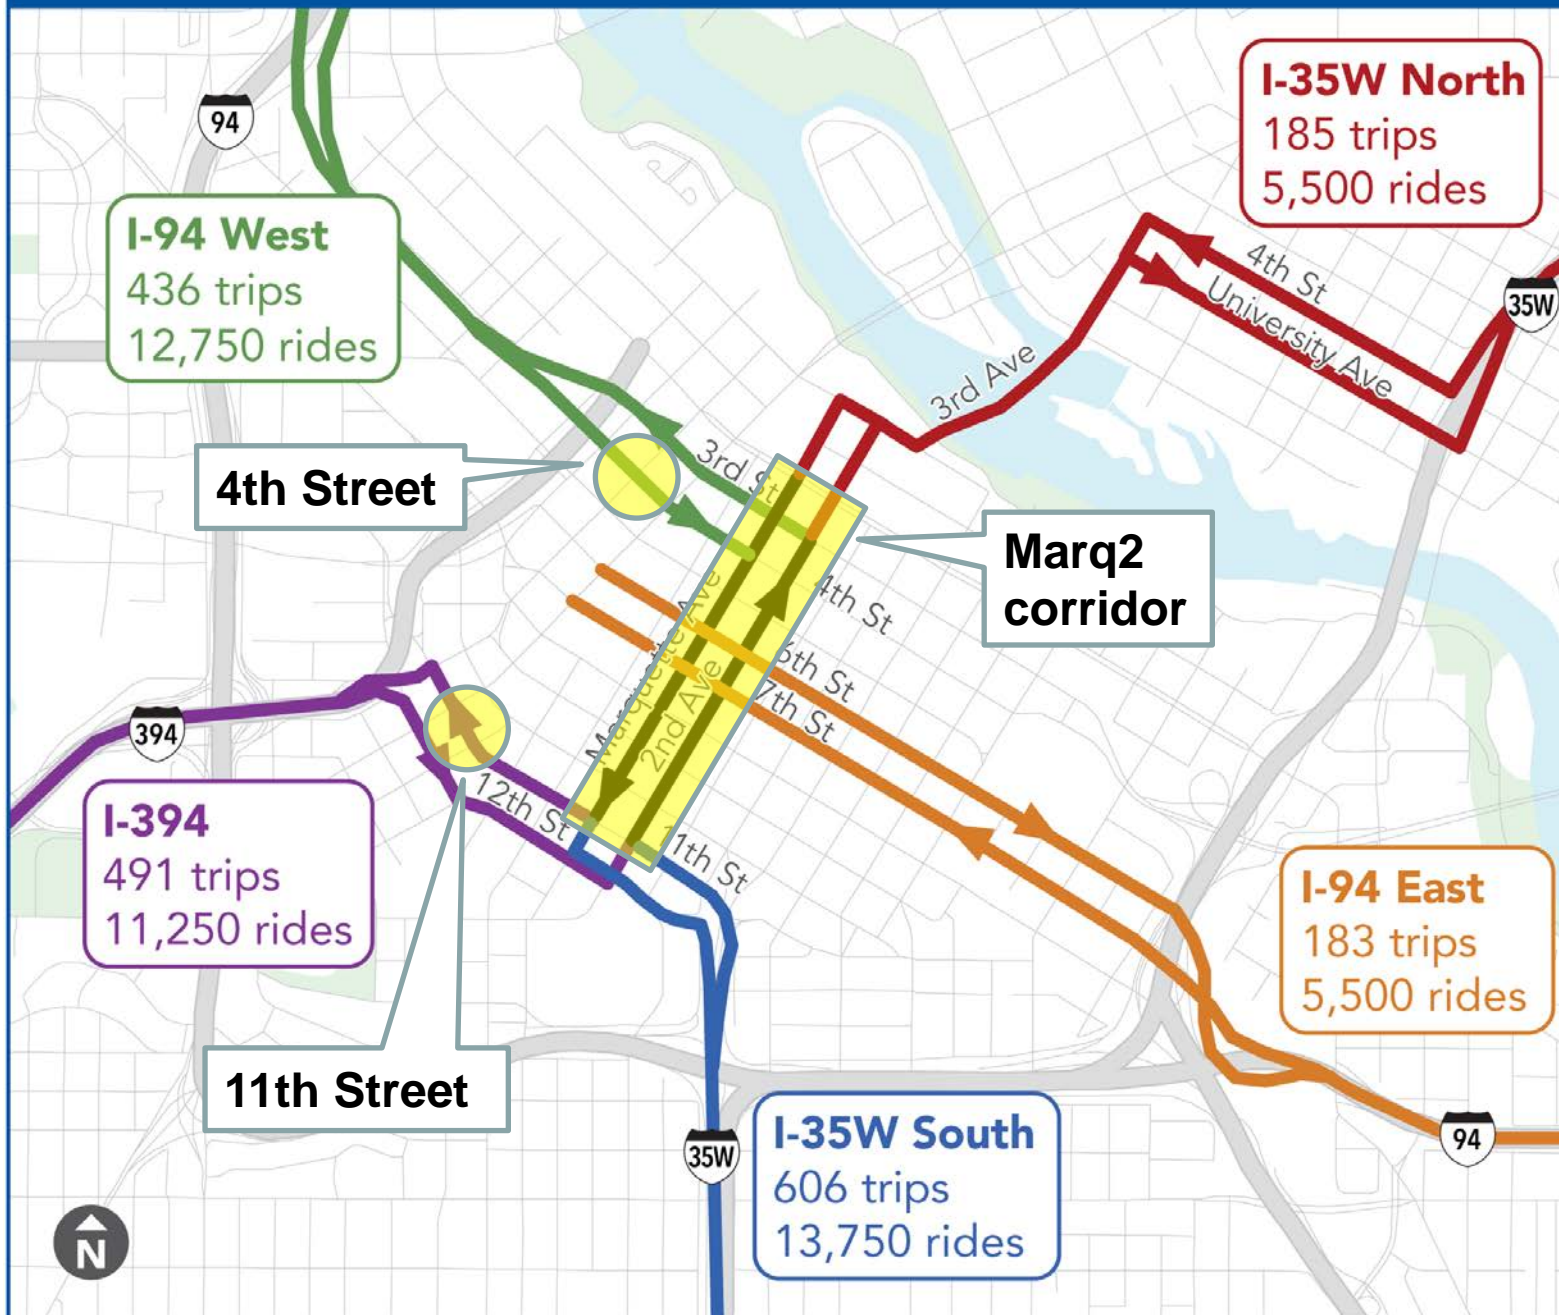 94
I-35W North
185 trips
5,500 rides
I-94 West
436 trips
12,750 rides
4th St
University Ave
35W
3rd Ave
4th Street
3rd St
Marq2
corridor
4th St
Marquette Ave
2nd Ave
6th St
7th St
394
12th St
11th St
I-394
491 trips
11,250 rides
I-94 East
183 trips
5,500 rides
11th Street
I-35W South
606 trips
13,750 rides
35W
94
N